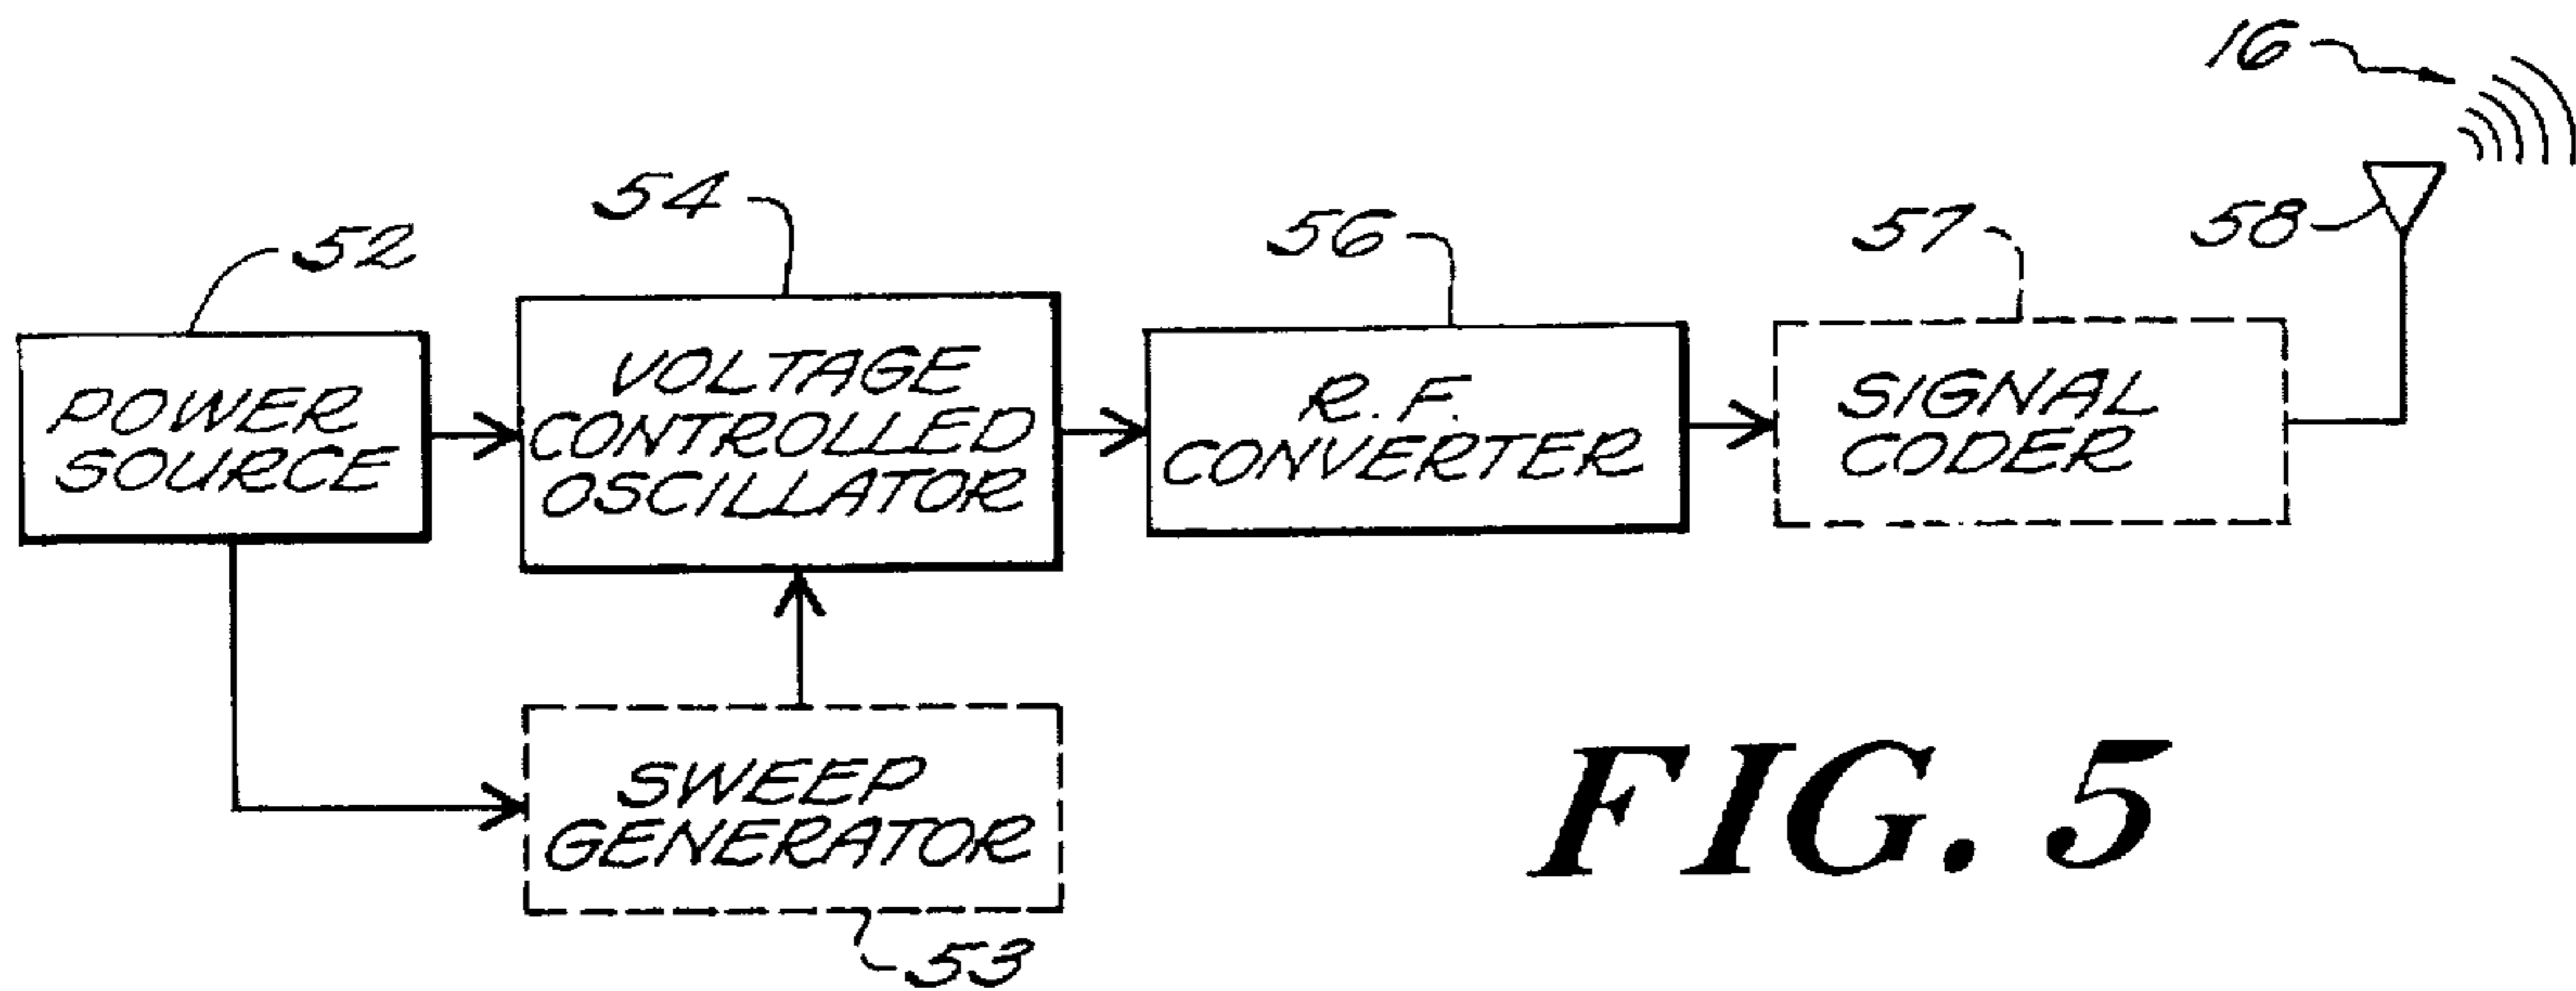 16
54
52
56
57
58
POWER
SOURCE
VOLTAGE
CONTROLLED
OSCILLATOR
R.F.
CONVERTER
SIGNAL
CODER
SWEEP
GENERATOR
53
FIG. 5